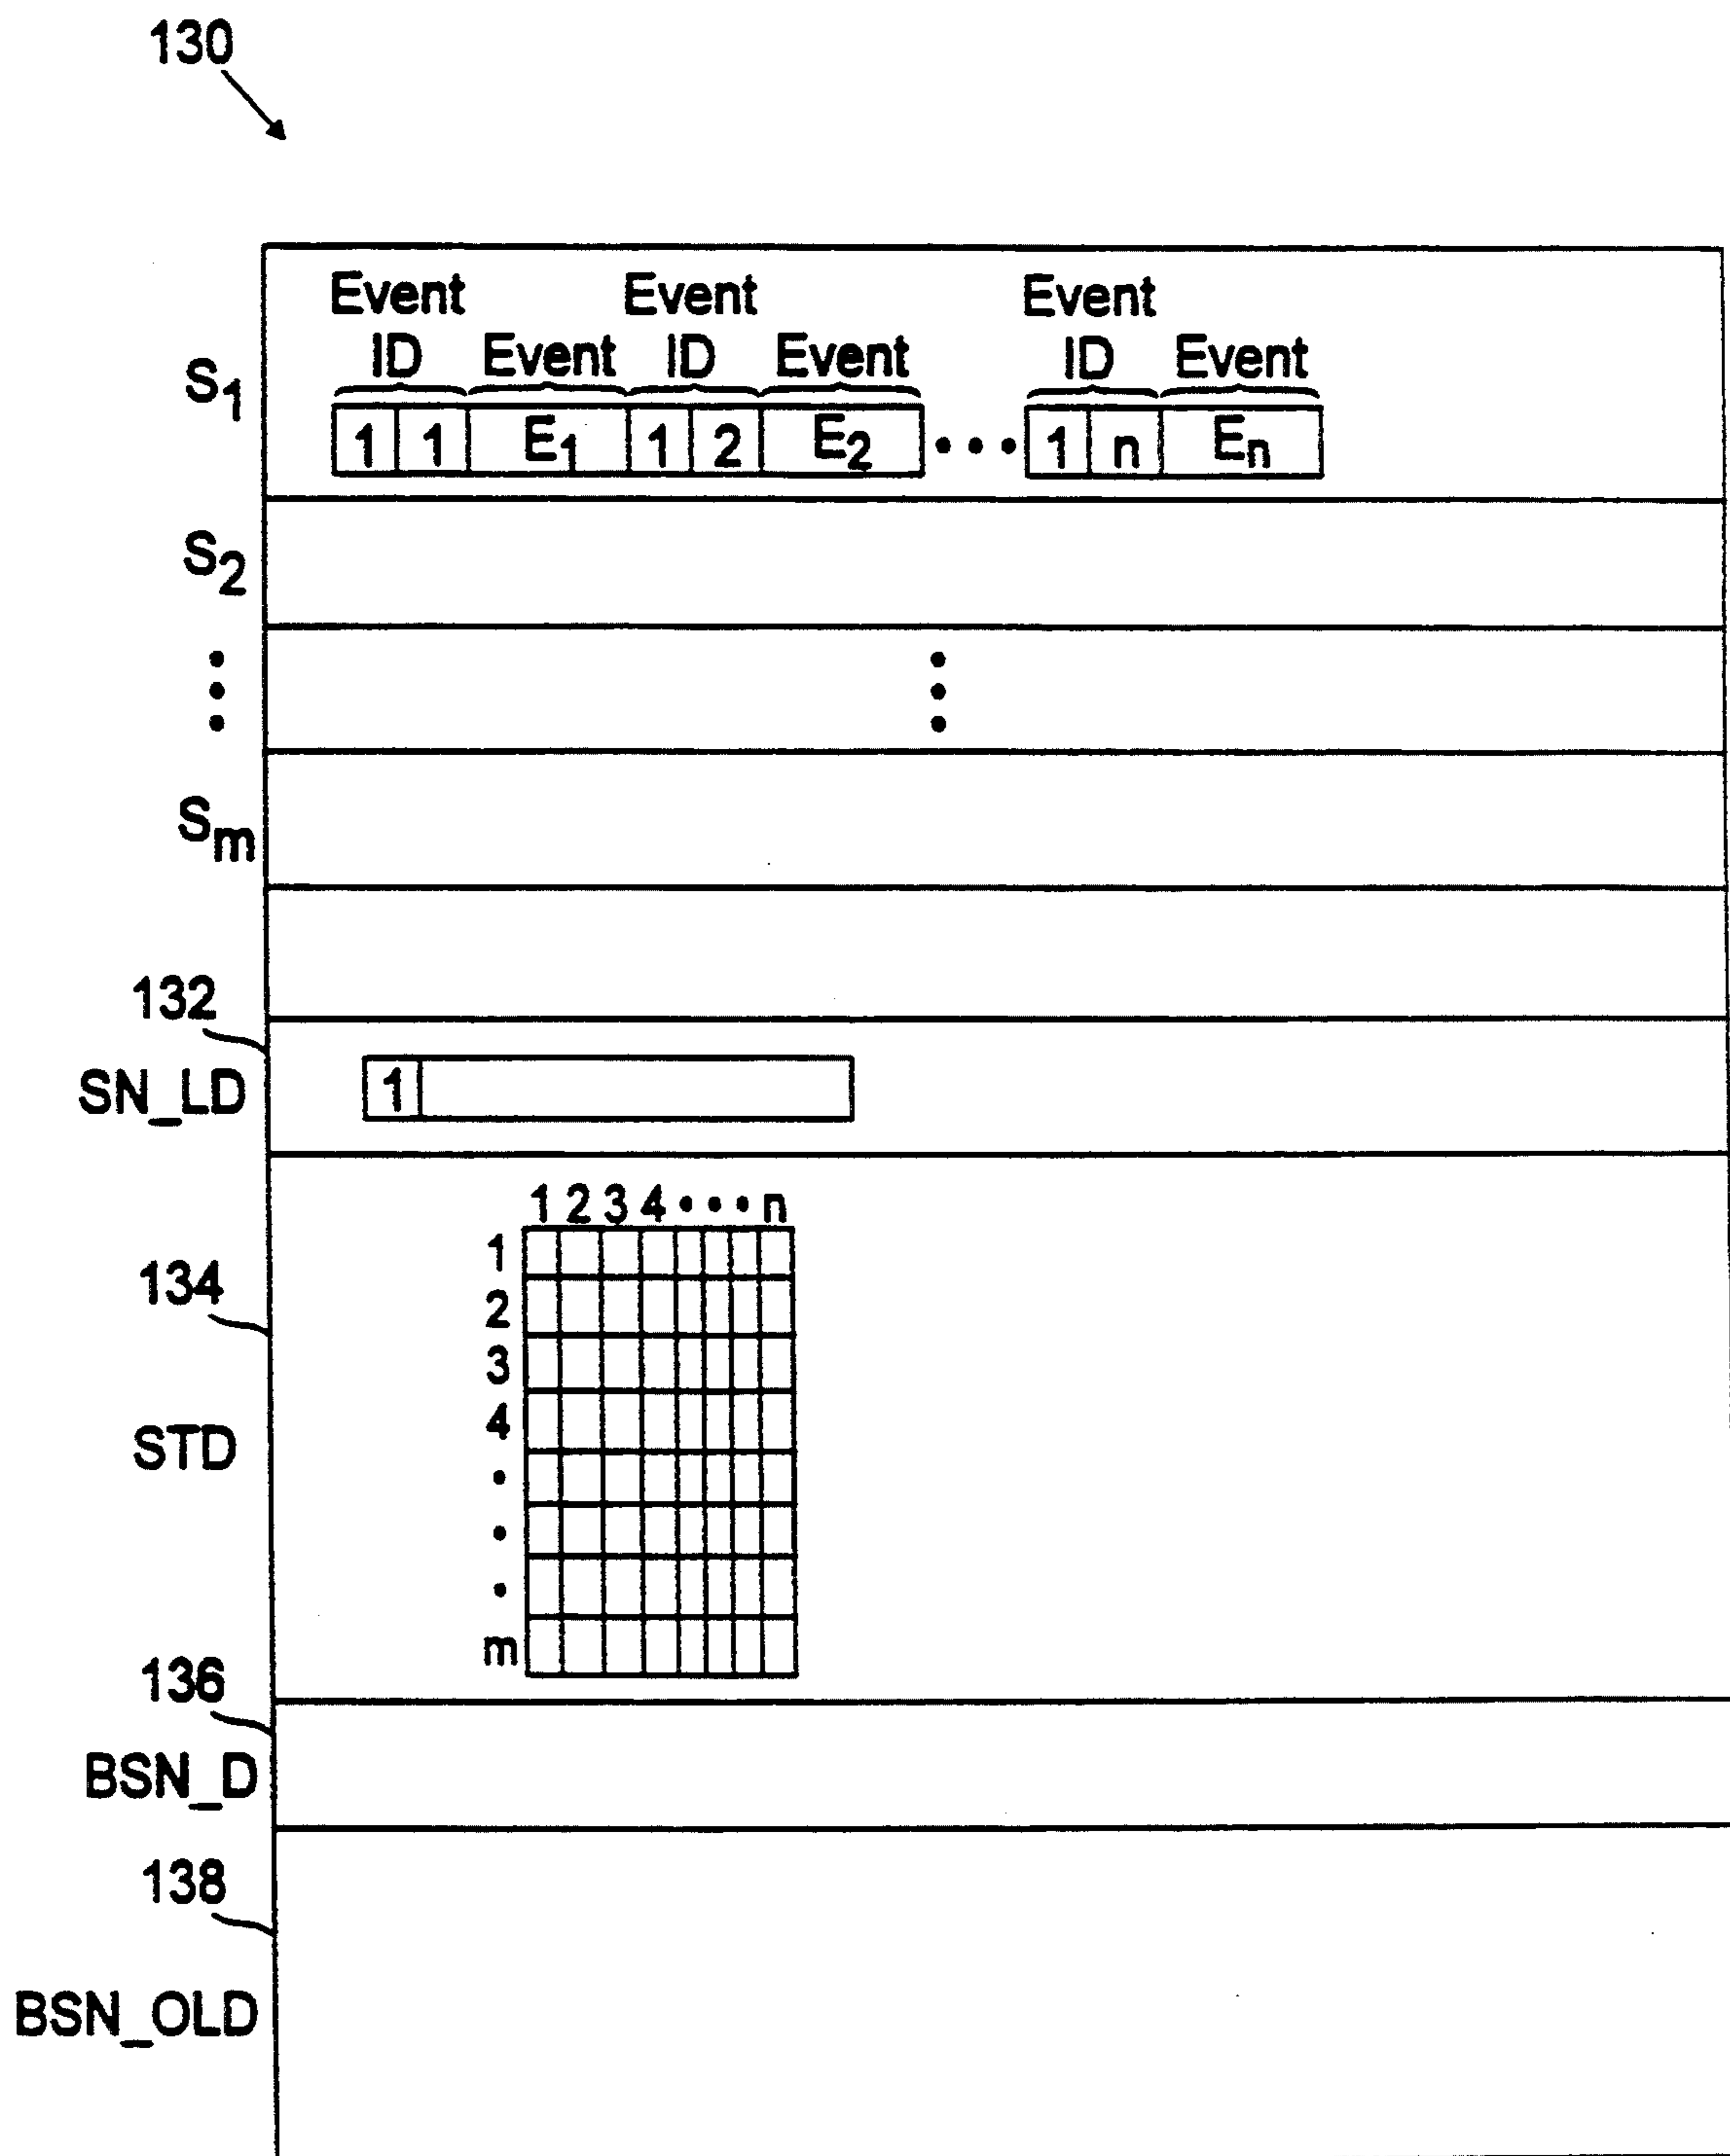 130
Event Event Event
ID Event ID Event ID Event
S1
1 1 E1 1 2 E2 ••• 1 n En
S2
Sm
132
SN_LD
1
1 2 3 4 ••• n
1
134
2
3
4
STD
m
136
BSN_D
138
BSN_OLD